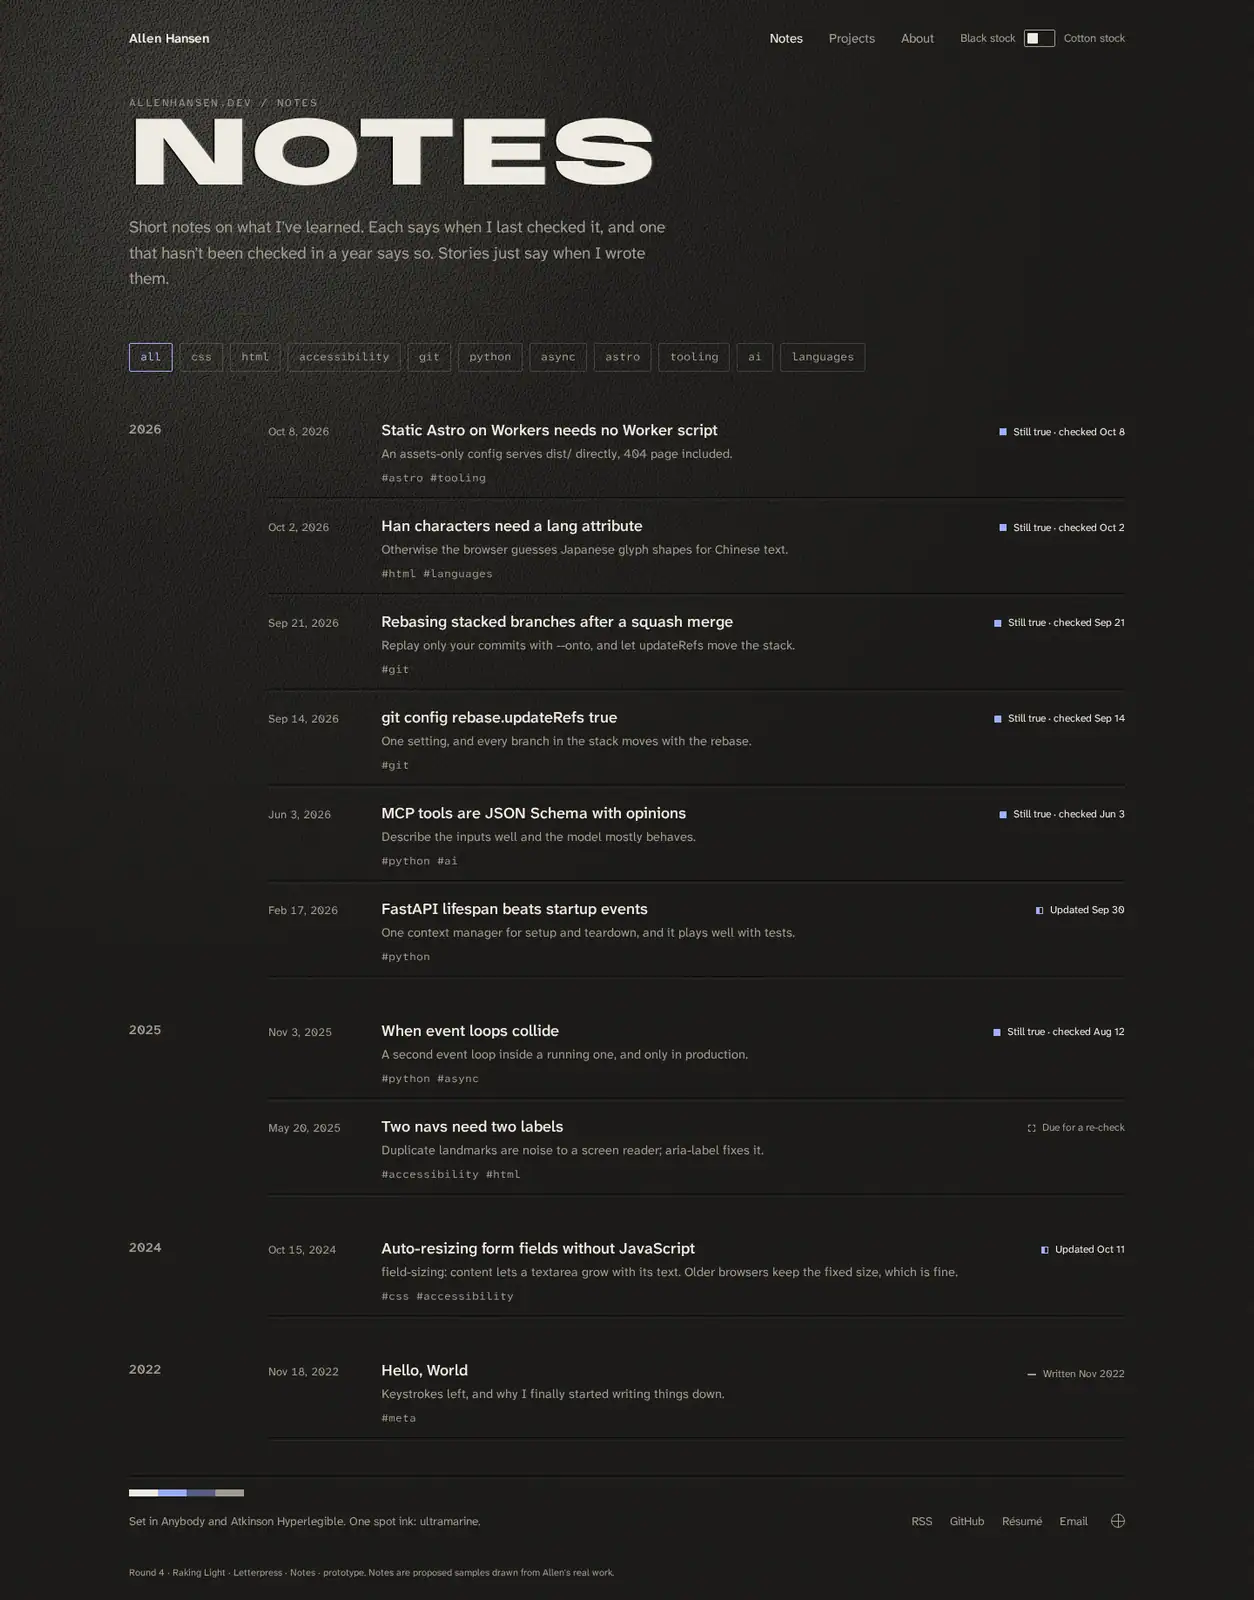 Allen Hansen
Notes Projects About Black stock Cotton stock
ALLENHANSEN.DEV / NOTES
NOTES
Short notes on what I've learned. Each says when I last checked it, and one
that hasn't been checked in a year says so. Stories just say when I wrote
them.
all css html accessibility git python async astro tooling ai languages
2026
Oct 8, 2026 Static Astro on Workers needs no Worker script Still true · checked Oct 8
An assets-only config serves dist/ directly, 404 page included.
#astro #tooling
Oct 2, 2026 Han characters need a lang attribute Still true · checked Oct 2
Otherwise the browser guesses Japanese glyph shapes for Chinese text.
#html #languages
Sep 21, 2026 Rebasing stacked branches after a squash merge Still true · checked Sep 21
Replay only your commits with --onto, and let updateRefs move the stack.
#git
Sep 14, 2026 git config rebase.updateRefs true Still true · checked Sep 14
One setting, and every branch in the stack moves with the rebase.
#git
Jun 3, 2026 MCP tools are JSON Schema with opinions Still true · checked Jun 3
Describe the inputs well and the model mostly behaves.
#python #ai
Feb 17, 2026 FastAPI lifespan beats startup events Updated Sep 30
One context manager for setup and teardown, and it plays well with tests.
#python
2025
Nov 3, 2025 When event loops collide Still true · checked Aug 12
A second event loop inside a running one, and only in production.
#python #async
May 20, 2025 Two navs need two labels Due for a re-check
Duplicate landmarks are noise to a screen reader; aria-label fixes it.
#accessibility #html
2024
Oct 15, 2024 Auto-resizing form fields without JavaScript Updated Oct 11
field-sizing: content lets a textarea grow with its text. Older browsers keep the fixed size, which is fine.
#css #accessibility
2022
Nov 18, 2022 Hello, World Written Nov 2022
Keystrokes left, and why I finally started writing things down.
#meta
Set in Anybody and Atkinson Hyperlegible. One spot ink: ultramarine.
RSS GitHub Résumé Email
Round 4 · Raking Light · Letterpress · Notes · prototype. Notes are proposed samples drawn from Allen's real work.